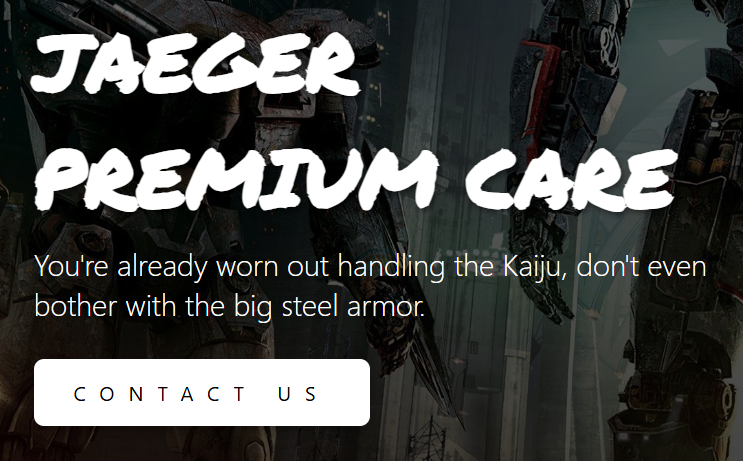 JAEGER
PREMIUM CARE
You're already worn out handling the Kaiju, don't even
bother with the big steel armor.
CONTACT US